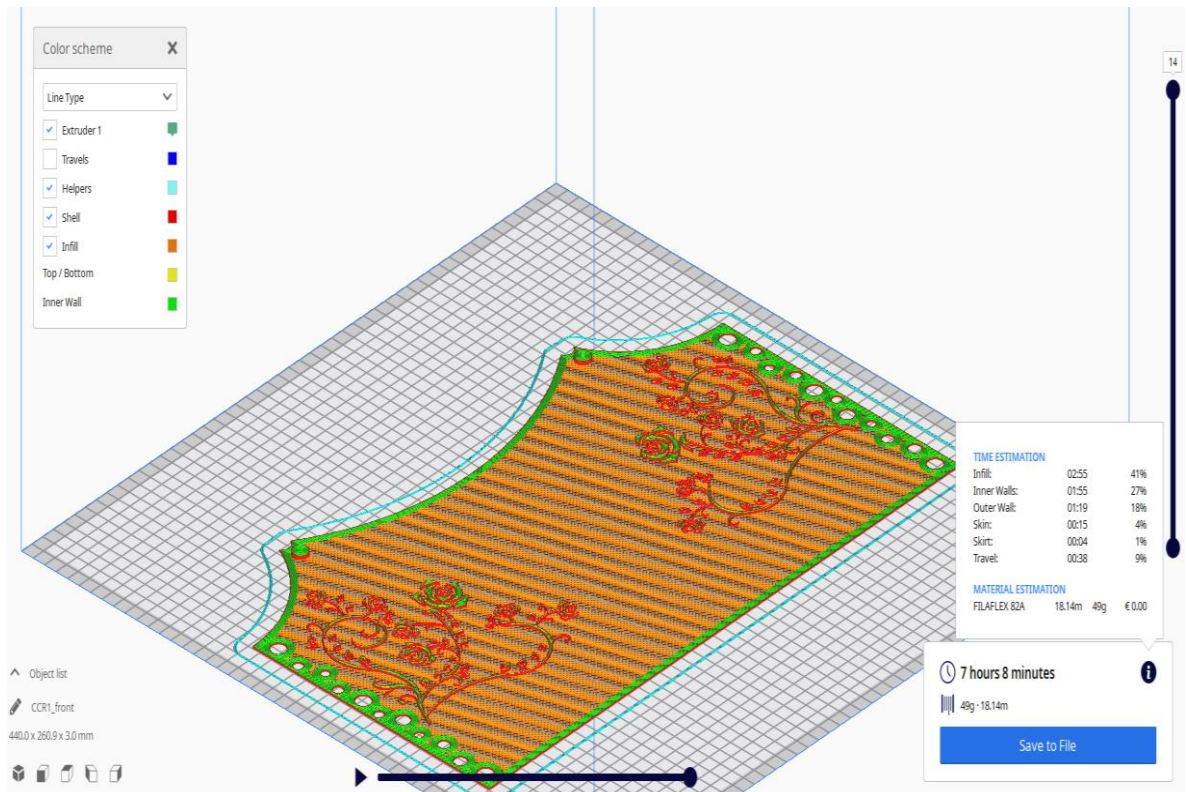 Color scheme X
Line Type
Extruder 1
Travels
Helpers
Shell
Infill
Top / Bottom
Inner Wall
14
TIME ESTIMATION
Infill: 02:55 41%
Inner Walls: 01:55 27%
Outer Wall: 01:19 18%
Skin: 00:15 4%
Skirt: 00:04 1%
Travel: 00:38 9%
MATERIAL ESTIMATION
FILAFLEX 82A 18.14m 49g € 0.00
7 hours 8 minutes i
49g · 18.14m
Save to File
Object list
CCR1_front
440.0 x 260.9 x 3.0 mm